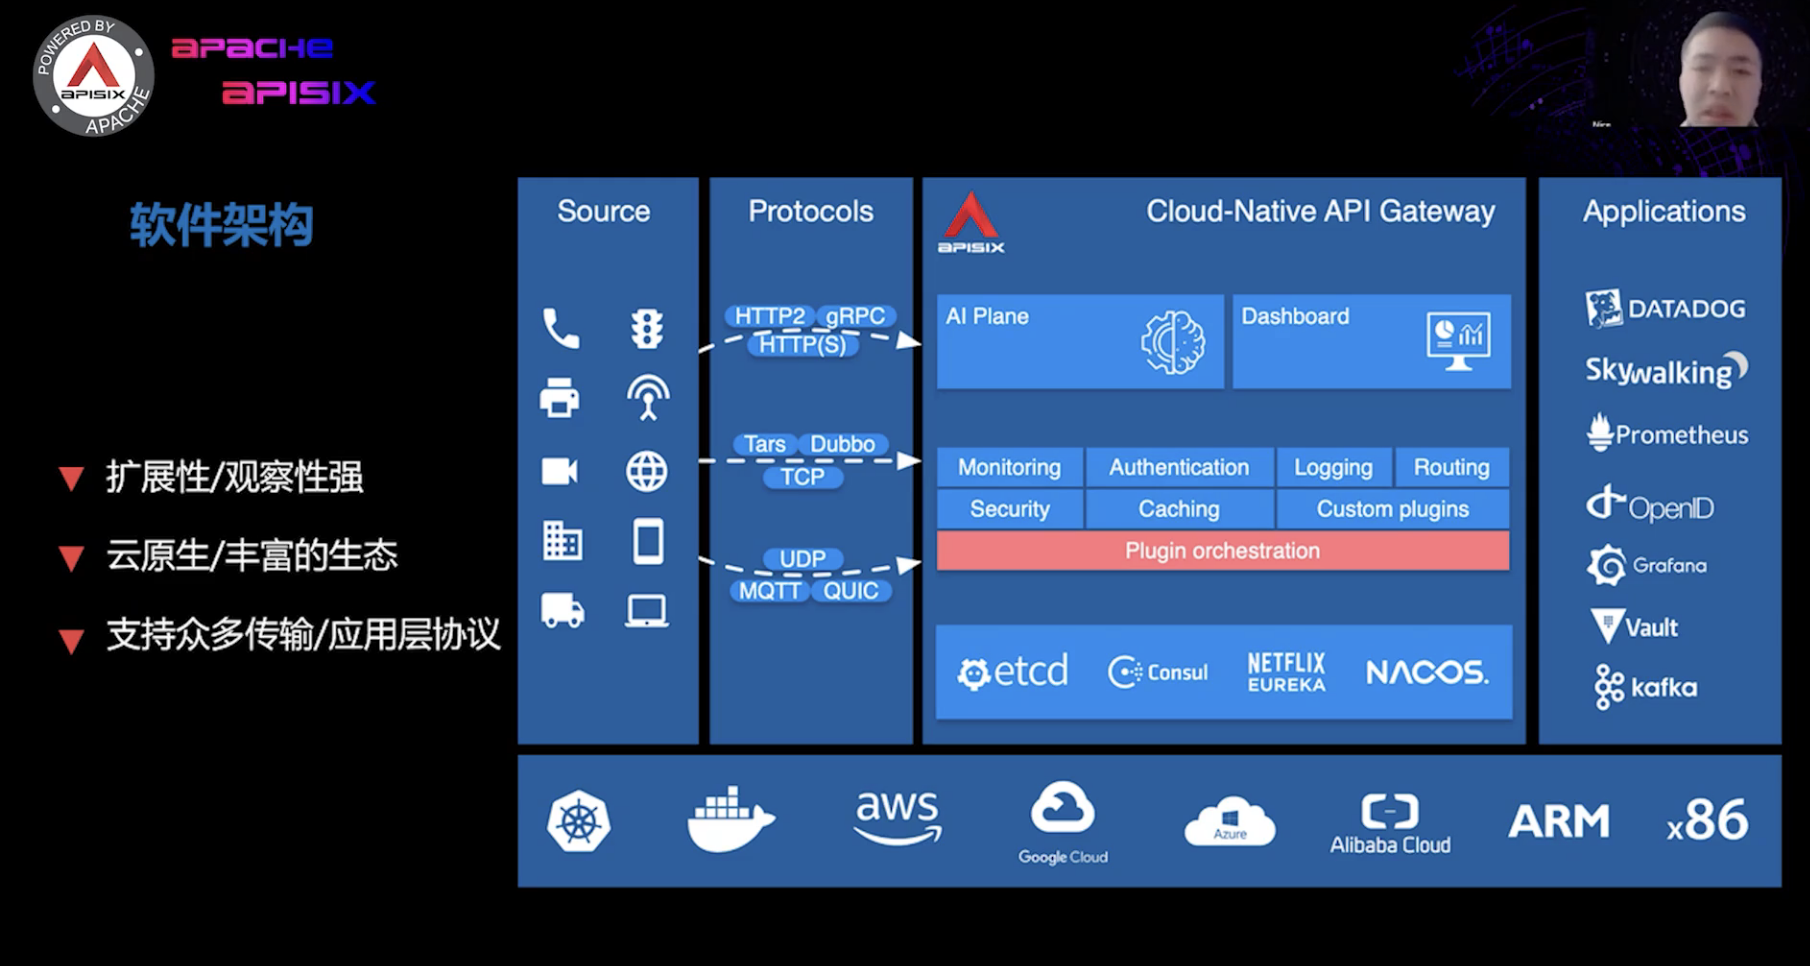 POWERED BY
APISIX
APACHE
APACHE
APISIX
Nice
软件架构
扩展性/观察性强
云原生/丰富的生态
支持众多传输/应用层协议
Source
Protocols
HTTP2 gRPC
HTTP(S)
Tars Dubbo
TCP
UDP
MQTT QUIC
APISIX
Cloud-Native API Gateway
AI Plane
Dashboard
Monitoring Authentication Logging Routing
Security Caching Custom plugins
Plugin orchestration
etcd Consul NETFLIX EUREKA NACOS.
Applications
DATADOG
Skywalking
Prometheus
OpenID
Grafana
Vault
kafka
aws
Google Cloud
Azure
Alibaba Cloud
ARM
x86